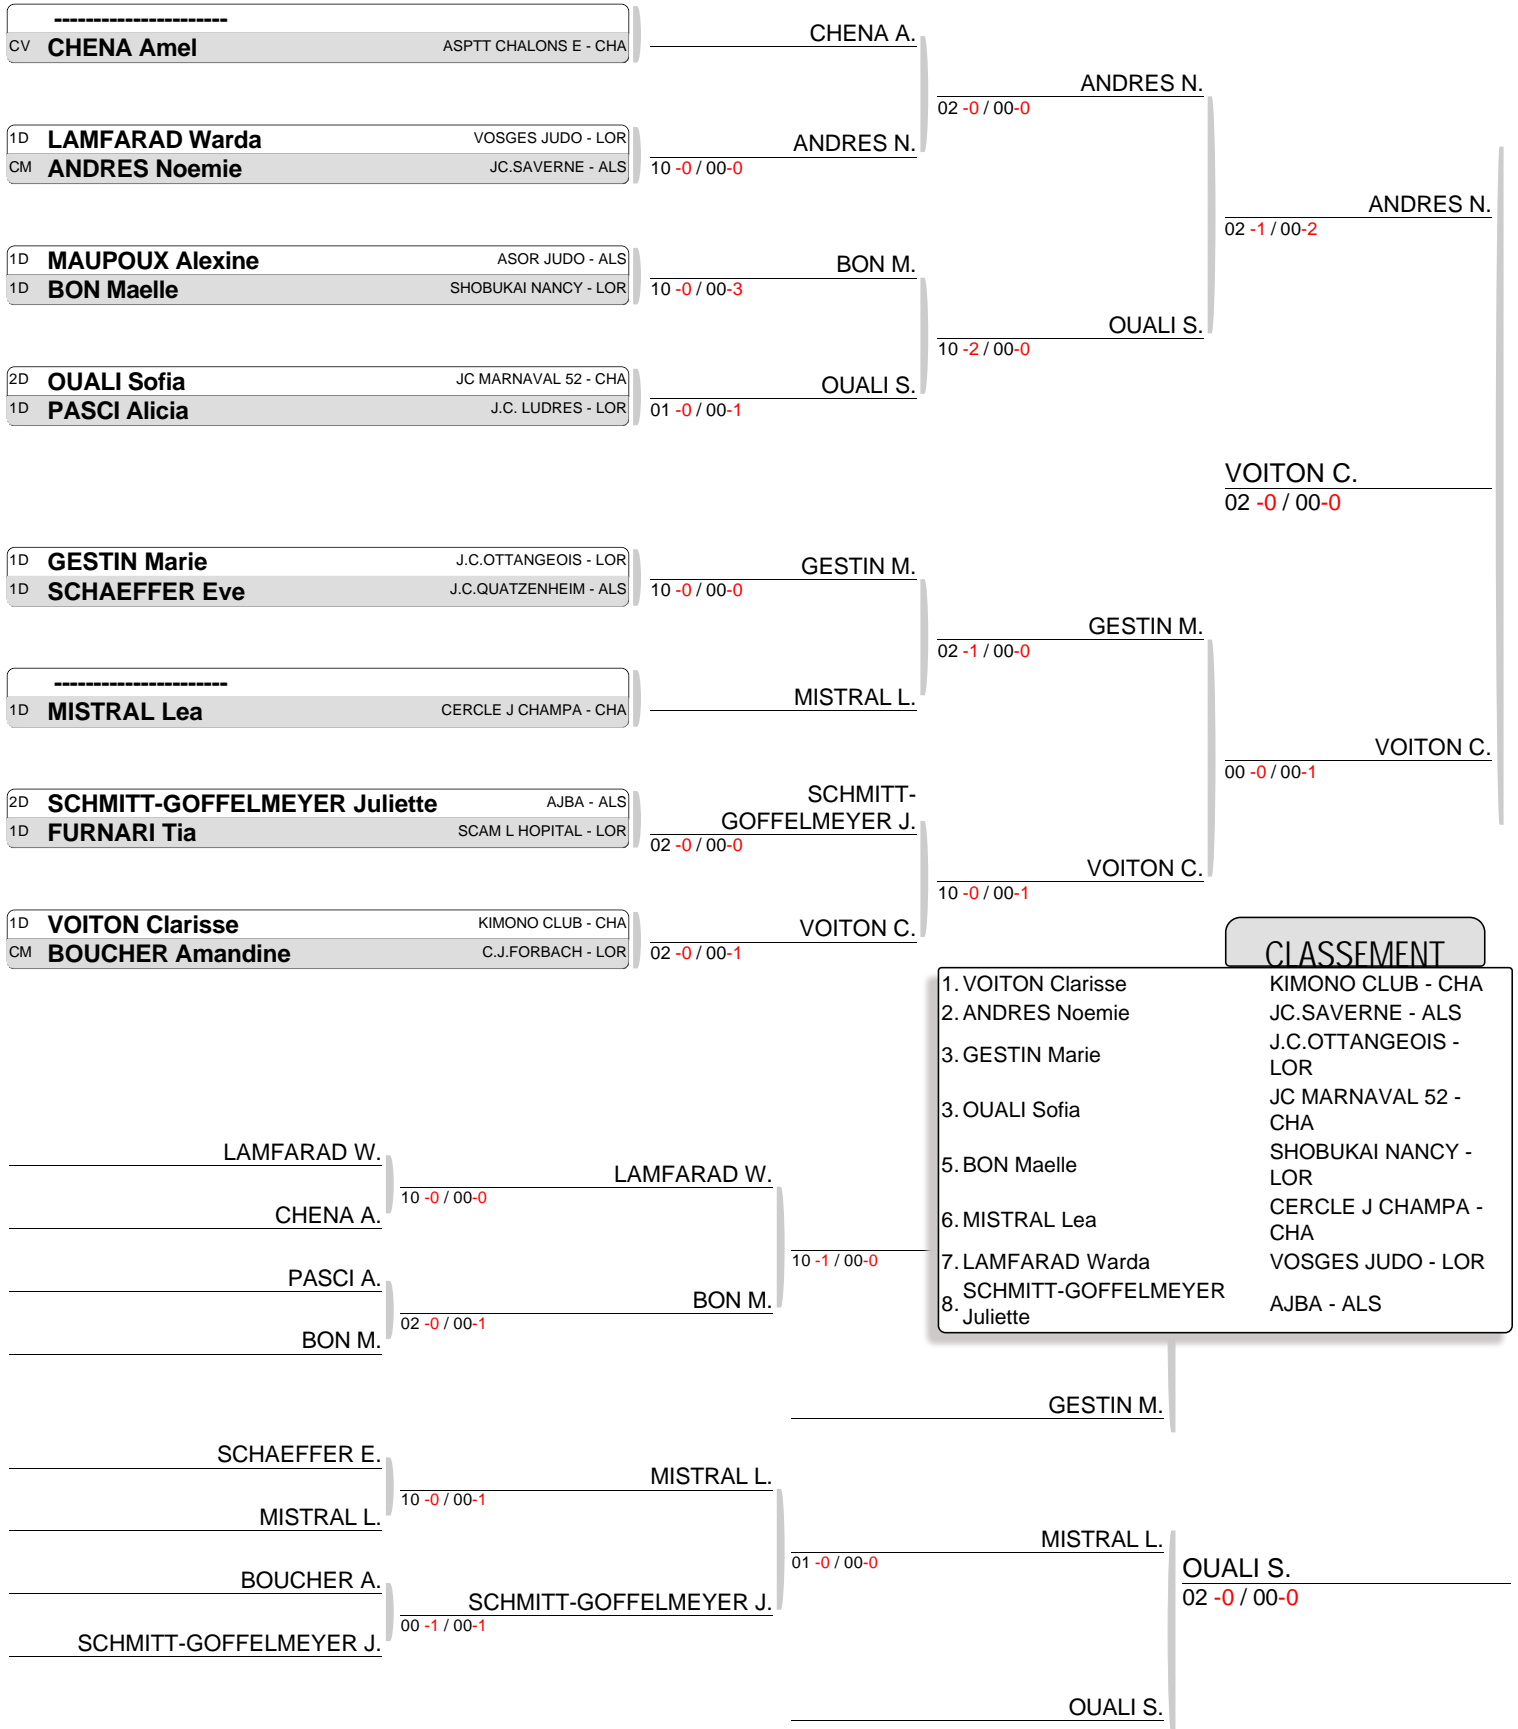 ----------------------
CV CHENA Amel ASPTT CHALONS E - CHA
CHENA A.
ANDRES N.
02 -0 / 00-0
1D LAMFARAD Warda VOSGES JUDO - LOR
CM ANDRES Noemie JC.SAVERNE - ALS
ANDRES N.
10 -0 / 00-0
ANDRES N.
02 -1 / 00-2
1D MAUPOUX Alexine ASOR JUDO - ALS
1D BON Maelle SHOBUKAI NANCY - LOR
BON M.
10 -0 / 00-3
OUALI S.
10 -2 / 00-0
2D OUALI Sofia JC MARNAVAL 52 - CHA
1D PASCI Alicia J.C. LUDRES - LOR
OUALI S.
01 -0 / 00-1
VOITON C.
02 -0 / 00-0
1D GESTIN Marie J.C.OTTANGEOIS - LOR
1D SCHAEFFER Eve J.C.QUATZENHEIM - ALS
GESTIN M.
10 -0 / 00-0
GESTIN M.
02 -1 / 00-0
----------------------
1D MISTRAL Lea CERCLE J CHAMPA - CHA
MISTRAL L.
VOITON C.
00 -0 / 00-1
2D SCHMITT-GOFFELMEYER Juliette AJBA - ALS
1D FURNARI Tia SCAM L HOPITAL - LOR
SCHMITT-
GOFFELMEYER J.
02 -0 / 00-0
VOITON C.
10 -0 / 00-1
1D VOITON Clarisse KIMONO CLUB - CHA
CM BOUCHER Amandine C.J.FORBACH - LOR
VOITON C.
02 -0 / 00-1
CLASSEMENT
1. VOITON Clarisse KIMONO CLUB - CHA
2. ANDRES Noemie JC.SAVERNE - ALS
3. GESTIN Marie J.C.OTTANGEOIS -
LOR
3. OUALI Sofia JC MARNAVAL 52 -
CHA
5. BON Maelle SHOBUKAI NANCY -
LOR
6. MISTRAL Lea CERCLE J CHAMPA -
CHA
7. LAMFARAD Warda VOSGES JUDO - LOR
8. SCHMITT-GOFFELMEYER
Juliette AJBA - ALS
LAMFARAD W.
CHENA A.
LAMFARAD W.
10 -0 / 00-0
PASCI A.
BON M.
BON M.
02 -0 / 00-1
10 -1 / 00-0
GESTIN M.
SCHAEFFER E.
MISTRAL L.
MISTRAL L.
10 -0 / 00-1
BOUCHER A.
SCHMITT-GOFFELMEYER J.
SCHMITT-GOFFELMEYER J.
00 -1 / 00-1
MISTRAL L.
01 -0 / 00-0
OUALI S.
02 -0 / 00-0
OUALI S.